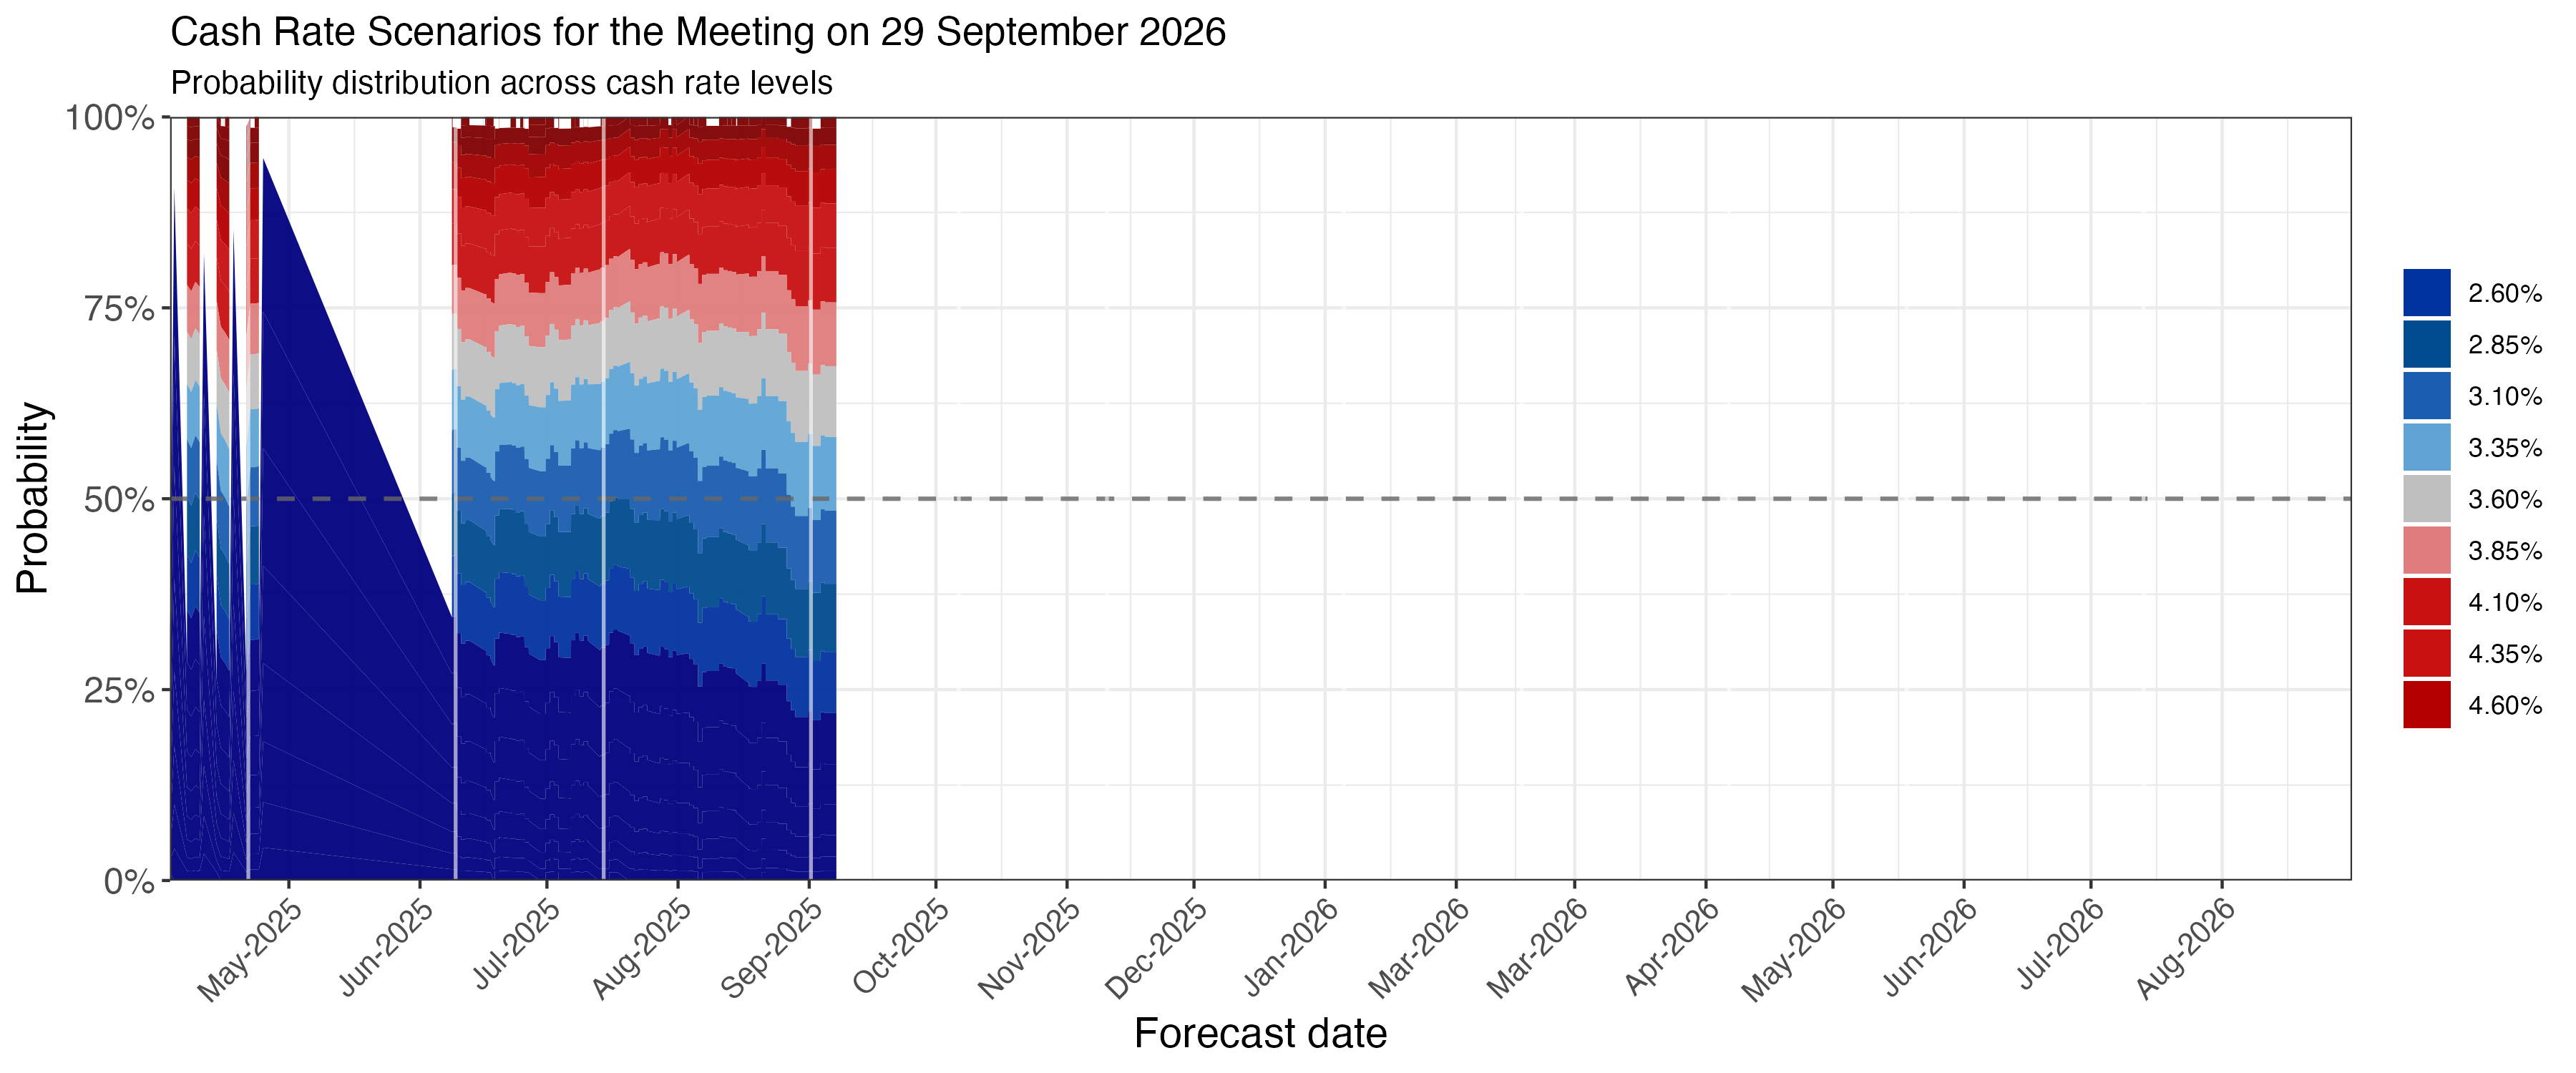 Cash Rate Scenarios for the Meeting on 29 September 2026
Probability distribution across cash rate levels
Probability
100%
75%
50%
25%
0%
May-2025
Jun-2025
Jul-2025
Aug-2025
Sep-2025
Oct-2025
Nov-2025
Dec-2025
Jan-2026
Mar-2026
Mar-2026
Apr-2026
May-2026
Jun-2026
Jul-2026
Aug-2026
Forecast date
2.60%
2.85%
3.10%
3.35%
3.60%
3.85%
4.10%
4.35%
4.60%